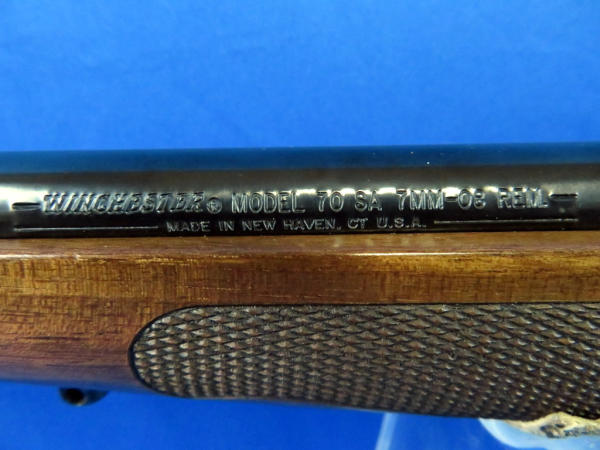 WINCHESTER® MODEL 70 SA 7MM-08 REM.
MADE IN NEW HAVEN, CT U.S.A.